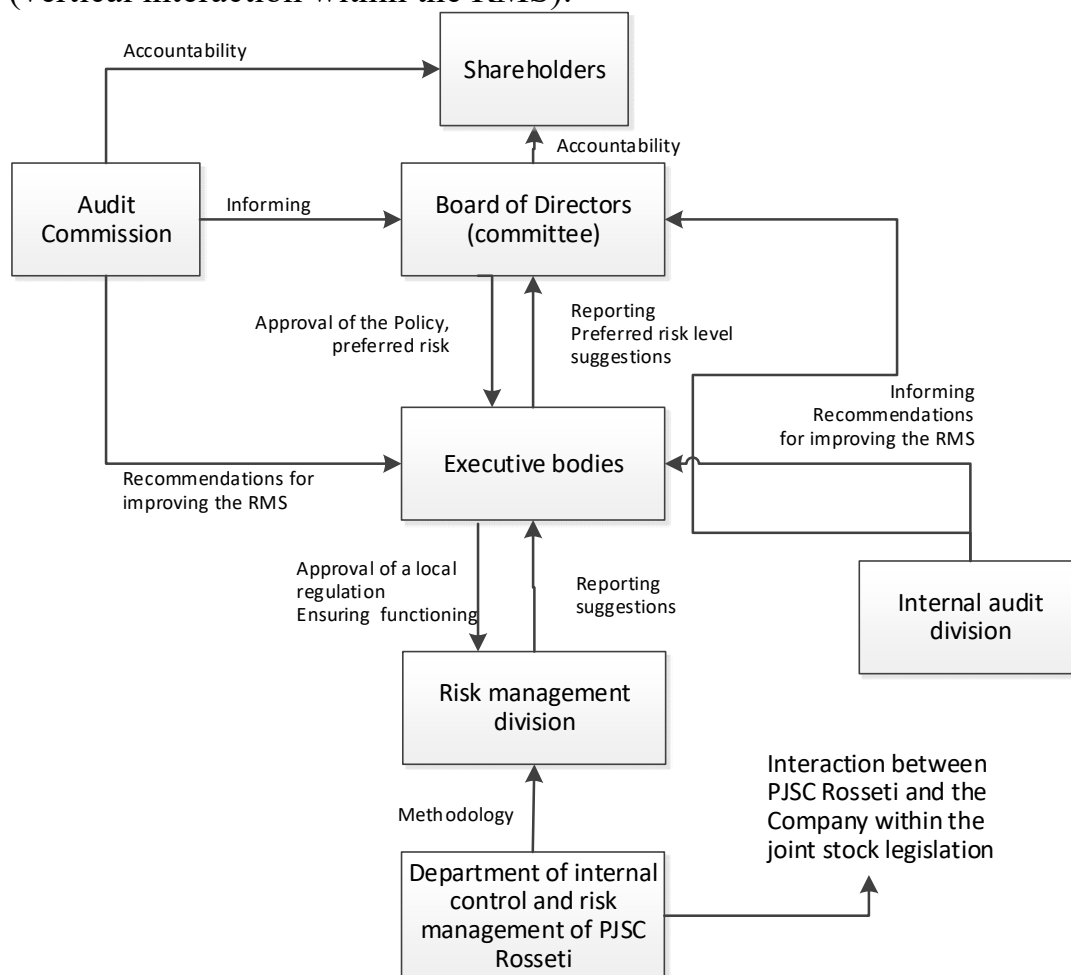 (vertical interaction within the RMS).
Accountability
Shareholders
Accountability
Audit
Commission
Informing
Board of Directors
(committee)
Approval of the Policy,
preferred risk
Reporting
Preferred risk level
suggestions
Informing
Recommendations
for improving the RMS
Executive bodies
Recommendations for
improving the RMS
Approval of a local
regulation
Ensuring functioning
Reporting
suggestions
Internal audit
division
Risk management
division
Interaction between
PJSC Rosseti and the
Company within the
joint stock legislation
Methodology
Department of internal
control and risk
management of PJSC
Rosseti